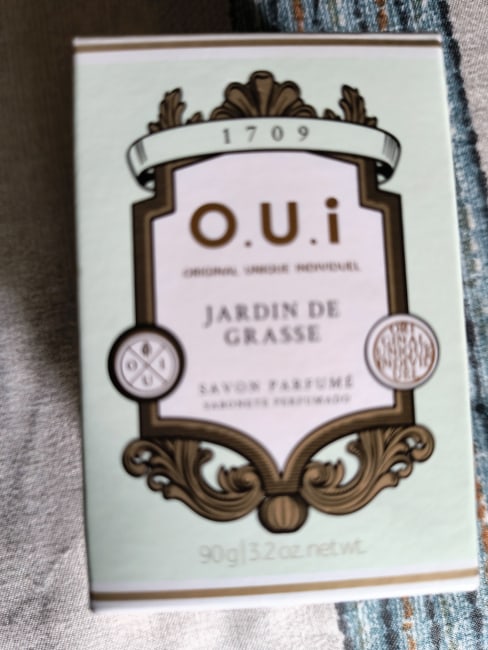 1709
O.U.i
ORIGINAL UNIQUE INDIVIDUEL
JARDIN DE
GRASSE
SAVON PARFUMÉ
SABONETE PERFUMADO
O
O I
U
90g|3.2 oz.net wt.